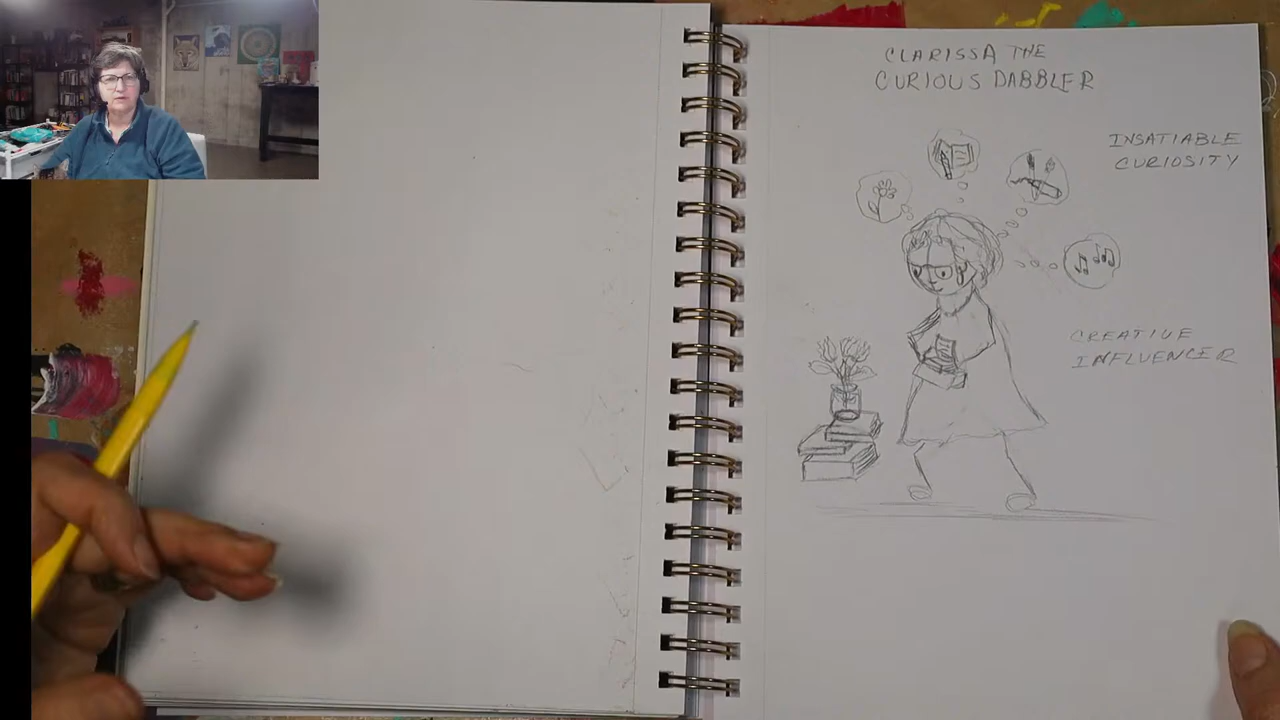 CLARISSA THE
CURIOUS DABBLER
INSATIABLE
CURIOSITY
CREATIVE
INFLUENCER